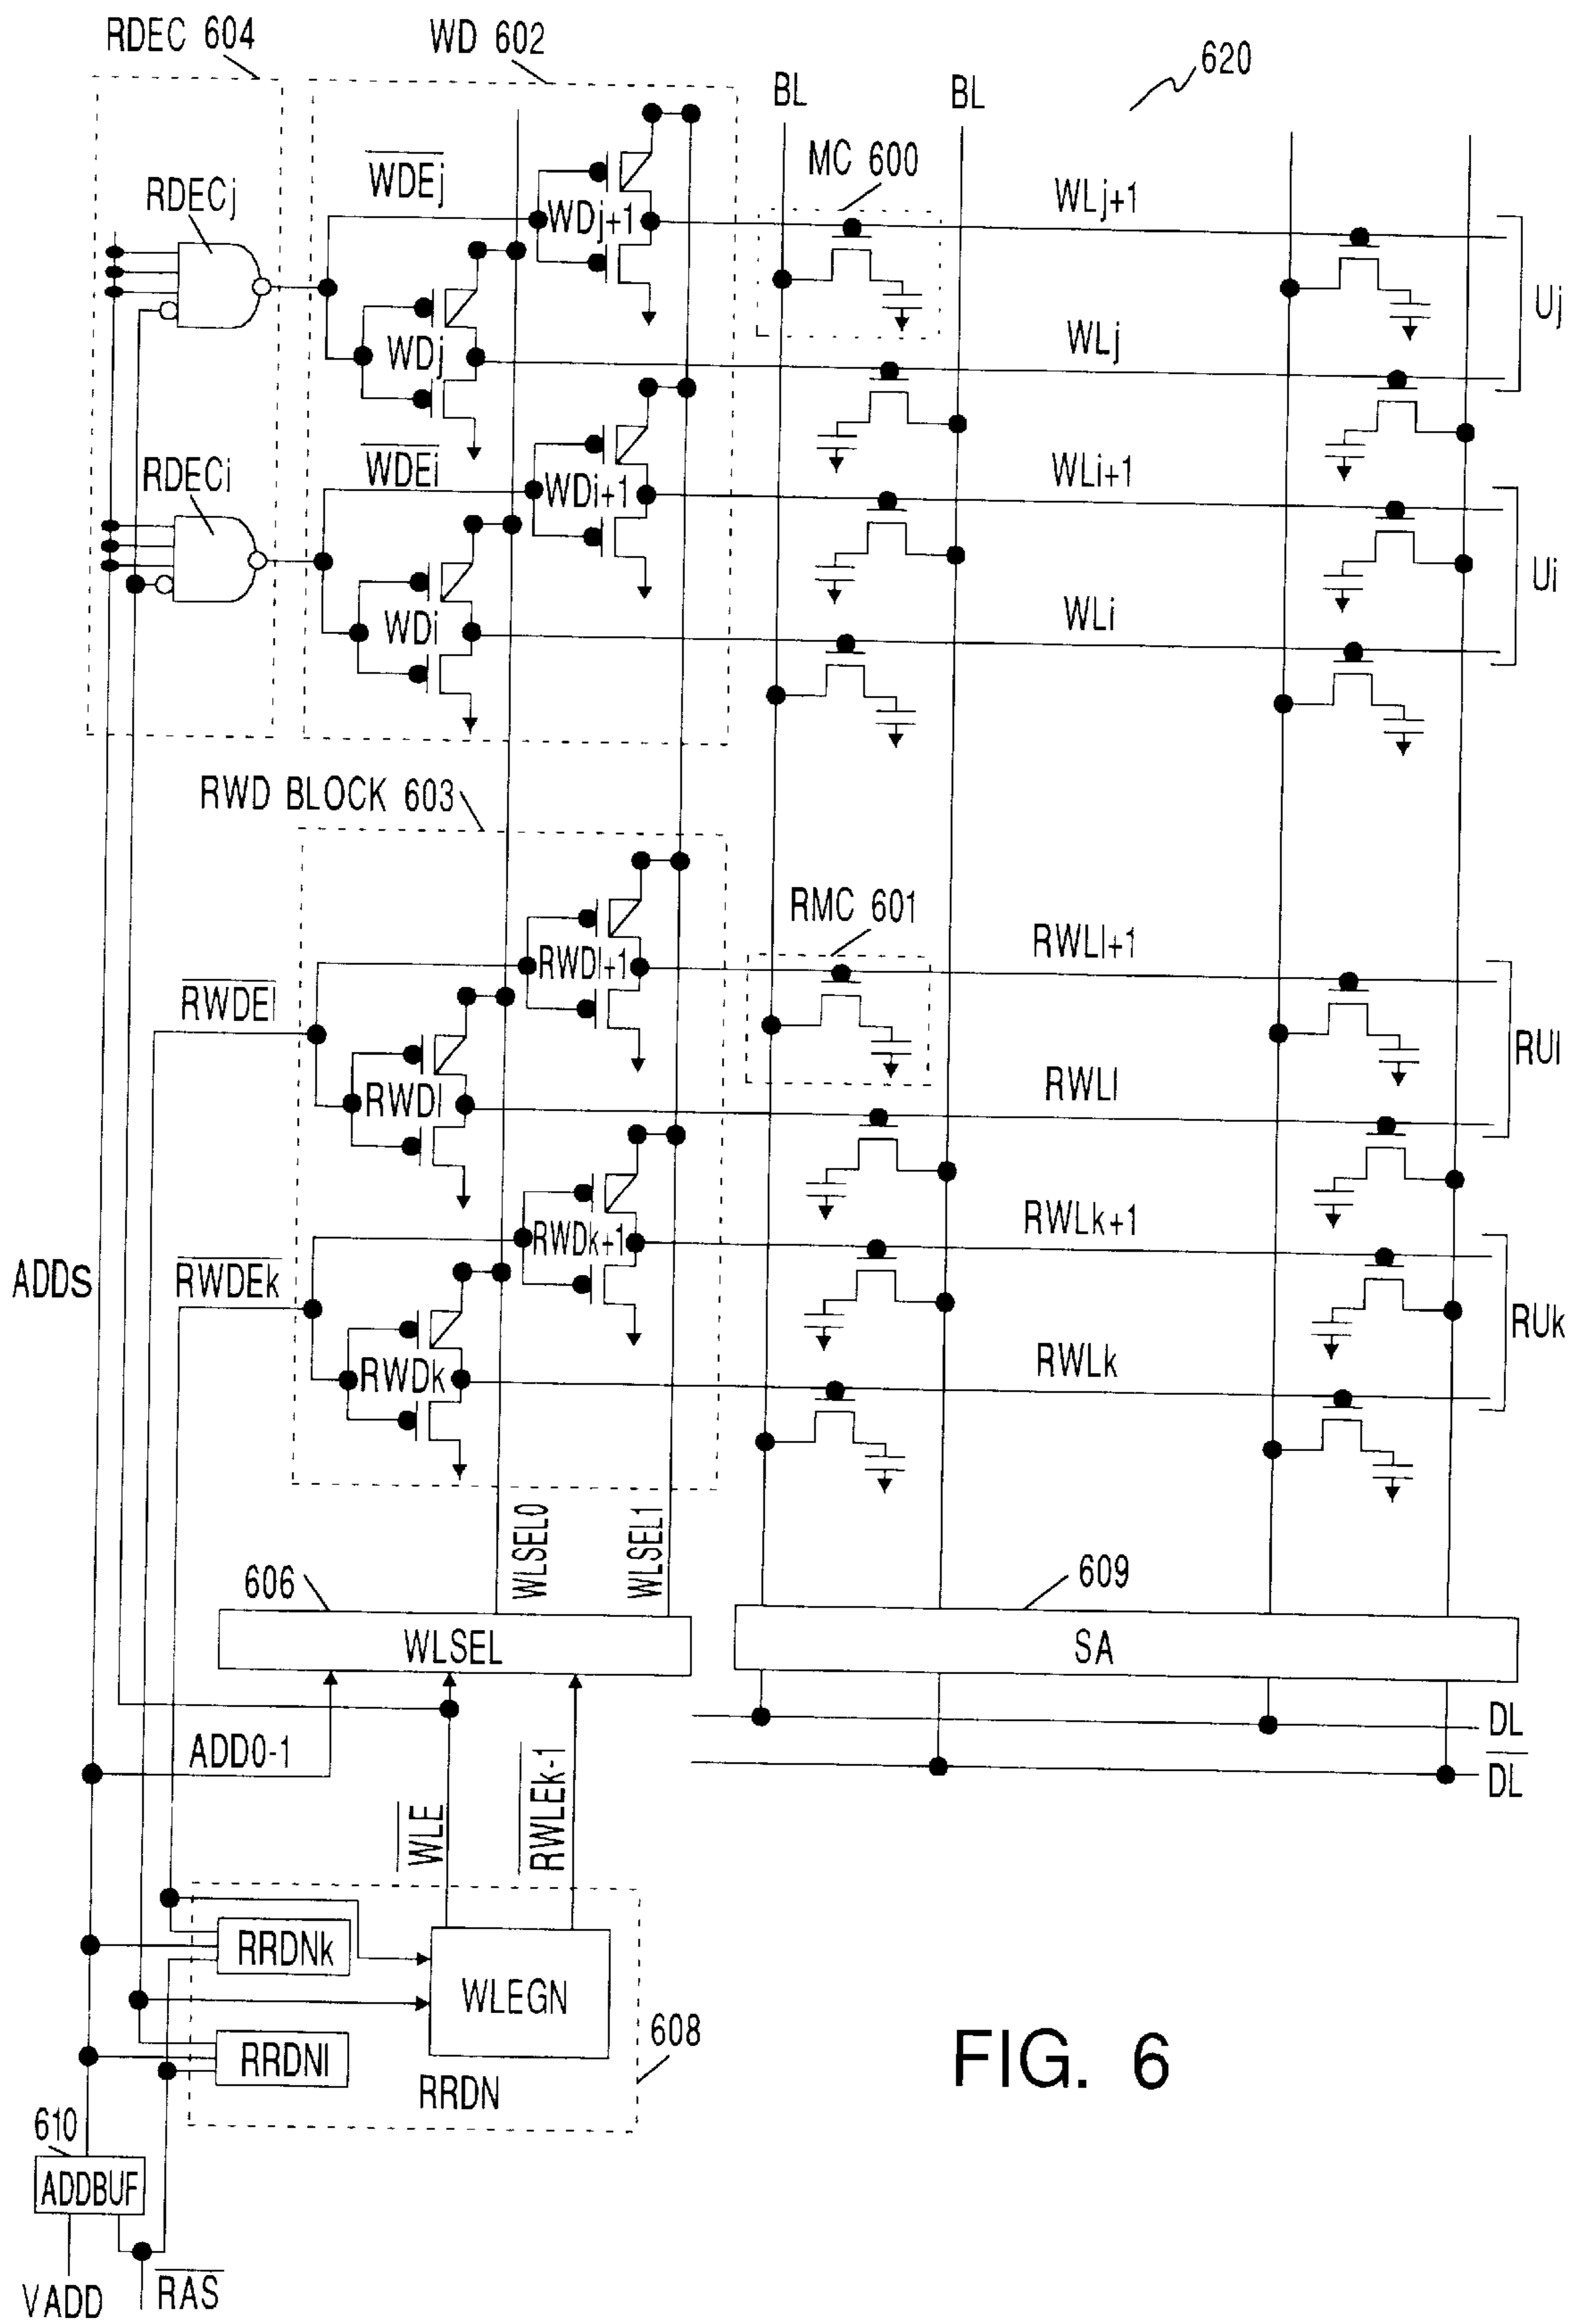 RDEC 604
WD 602
620
BL
BL
MC 600
RDECj
WDEj
WDj+1
WLj+1
Uj
WDj
WLj
RDECi
WDEi
WDi+1
WLi+1
Ui
WDi
WLi
RWD BLOCK 603
RMC 601
RWDl+1
RWLl+1
RWDEl
RUl
RWDl
RWLl
ADDS
RWDEk
RWDk+1
RWLk+1
RUk
RWDk
RWLk
WLSEL0
WLSEL1
606
609
WLSEL
SA
DL
ADD0-1
DL
WLE
RWLEk-1
RRDNk
WLEGN
608
RRDNl
RRDN
FIG. 6
610
ADDBUF
VADD
RAS